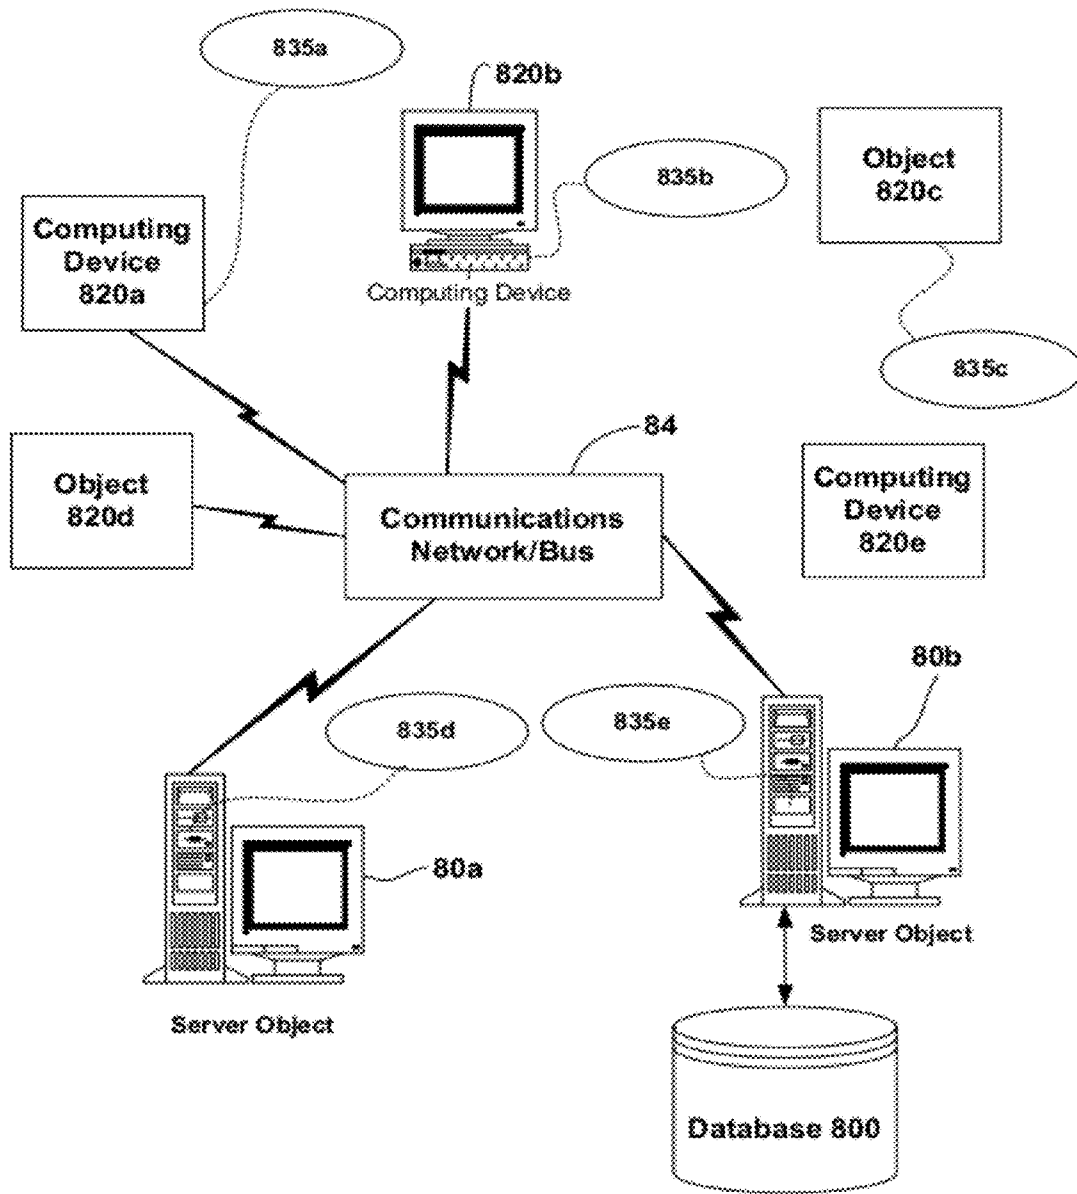 835a
820b
835b
Object
820c
Computing
Device
820a
Computing Device
835c
84
Object
820d
Communications
Network/Bus
Computing
Device
820e
80b
835d
835e
80a
Server Object
Server Object
Database 800